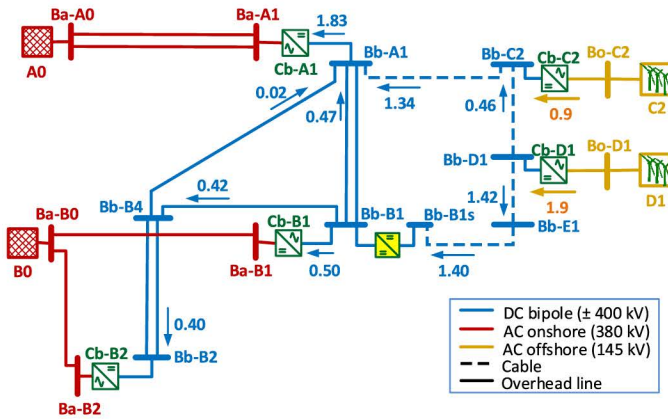 Ba-A0
Ba-A1
1.83
A0
Cb-A1
Bb-A1
Bb-C2
Cb-C2
Bo-C2
0.02
0.47
1.34
0.46
0.9
C2
Bb-D1
Cb-D1
Bo-D1
0.42
1.42
1.9
D1
Ba-B0
Bb-B4
Cb-B1
Bb-B1
Bb-B1s
Bb-E1
B0
Ba-B1
0.50
1.40
0.40
Cb-B2
Bb-B2
Ba-B2
DC bipole (± 400 kV)
AC onshore (380 kV)
AC offshore (145 kV)
Cable
Overhead line